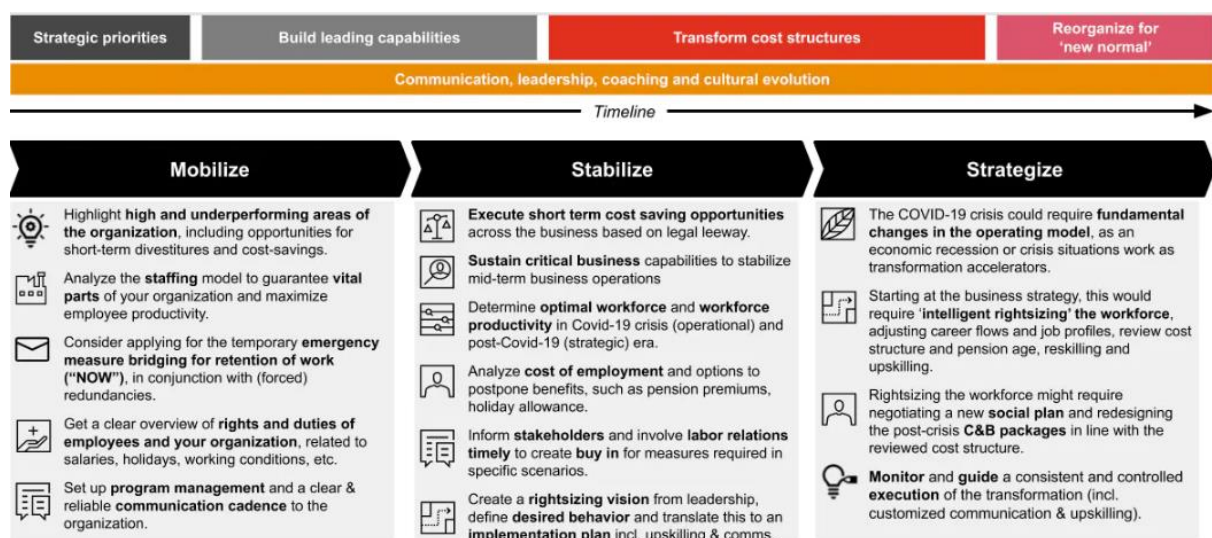 Strategic priorities
Build leading capabilities
Transform cost structures
Reorganize for
‘new normal’
Communication, leadership, coaching and cultural evolution
Timeline
Mobilize
Highlight high and underperforming areas of
the organization, including opportunities for
short-term divestitures and cost-savings.
Analyze the staffing model to guarantee vital
parts of your organization and maximize
employee productivity.
Consider applying for the temporary emergency
measure bridging for retention of work
(“NOW”), in conjunction with (forced)
redundancies.
Get a clear overview of rights and duties of
employees and your organization, related to
salaries, holidays, working conditions, etc.
Set up program management and a clear &
reliable communication cadence to the
organization.
Stabilize
Execute short term cost saving opportunities
across the business based on legal leeway.
Sustain critical business capabilities to stabilize
mid-term business operations
Determine optimal workforce and workforce
productivity in Covid-19 crisis (operational) and
post-Covid-19 (strategic) era.
Analyze cost of employment and options to
postpone benefits, such as pension premiums,
holiday allowance.
Inform stakeholders and involve labor relations
timely to create buy in for measures required in
specific scenarios.
Create a rightsizing vision from leadership,
define desired behavior and translate this to an
implementation plan incl. upskilling & comms.
Strategize
The COVID-19 crisis could require fundamental
changes in the operating model, as an
economic recession or crisis situations work as
transformation accelerators.
Starting at the business strategy, this would
require ‘intelligent rightsizing’ the workforce,
adjusting career flows and job profiles, review cost
structure and pension age, reskilling and
upskilling.
Rightsizing the workforce might require
negotiating a new social plan and redesigning
the post-crisis C&B packages in line with the
reviewed cost structure.
Monitor and guide a consistent and controlled
execution of the transformation (incl.
customized communication & upskilling).